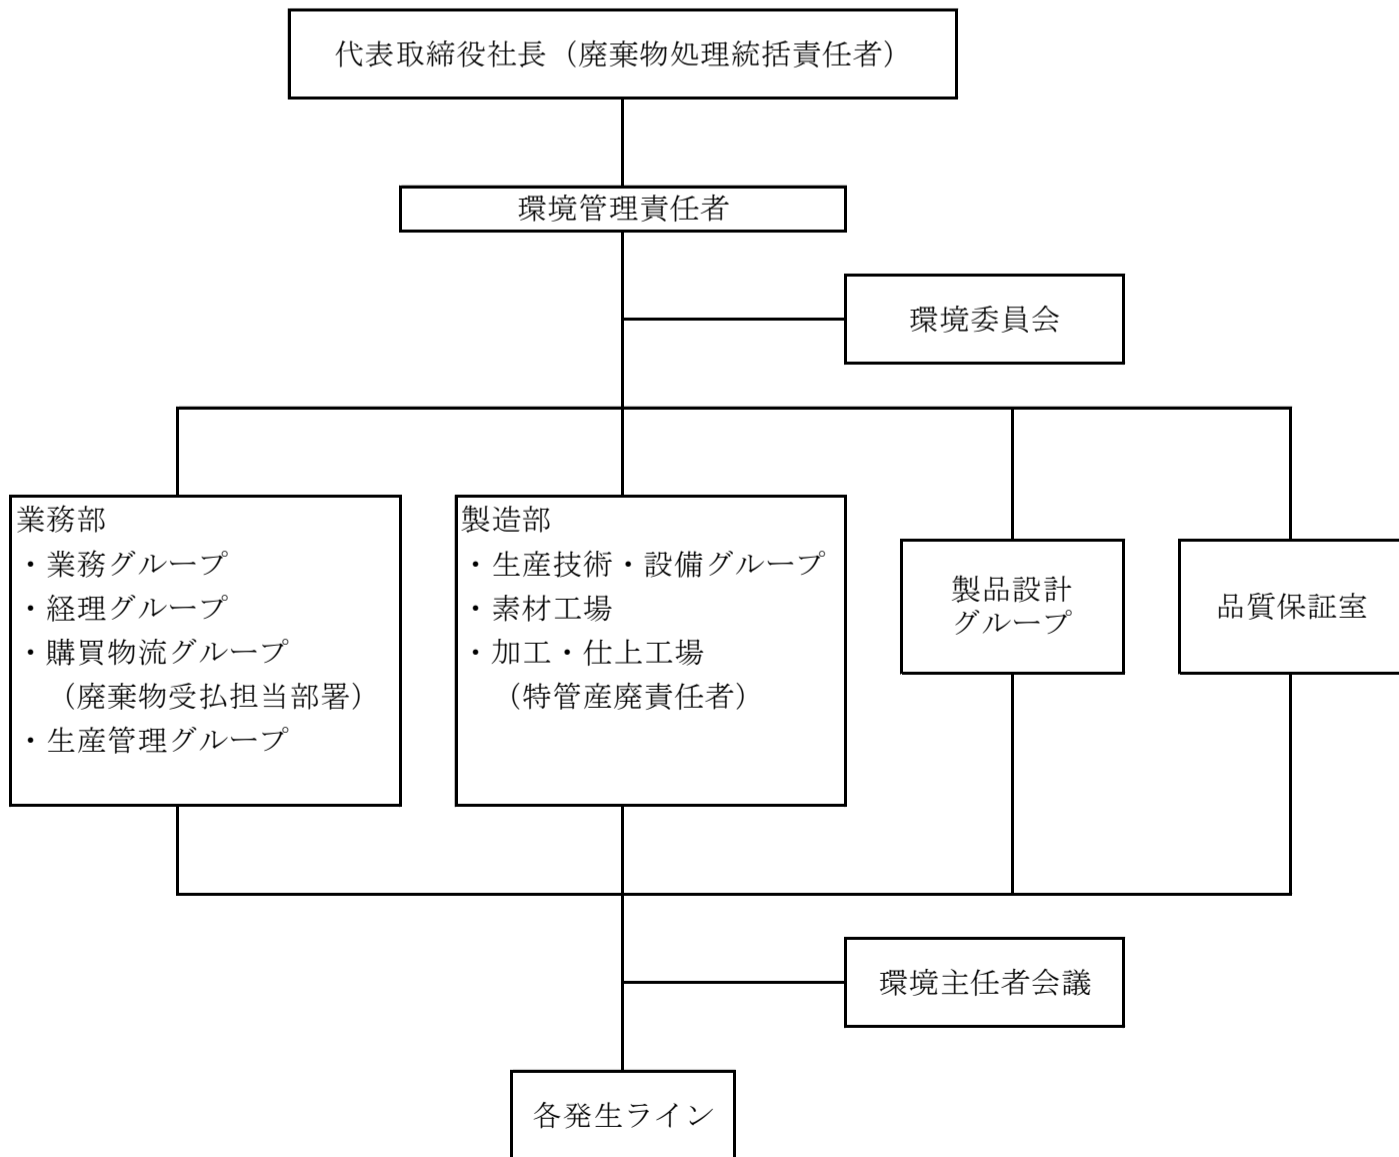 代表取締役社長（廃棄物処理統括責任者）
環境管理責任者
環境委員会
業務部
・業務グループ
・経理グループ
・購買物流グループ
（廃棄物受払担当部署）
・生産管理グループ
製造部
・生産技術・設備グループ
・素材工場
・加工・仕上工場
（特管産廃責任者）
製品設計
グループ
品質保証室
環境主任者会議
各発生ライン